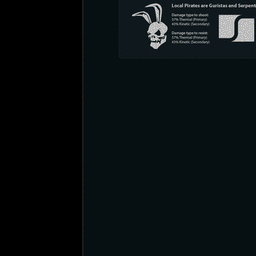 Local Pirates are Guristas and Serpent
Damage type to shoot:
57% Thermal (Primary)
43% Kinetic (Secondary)
Damage type to resist:
57% Thermal (Primary)
43% Kinetic (Secondary)